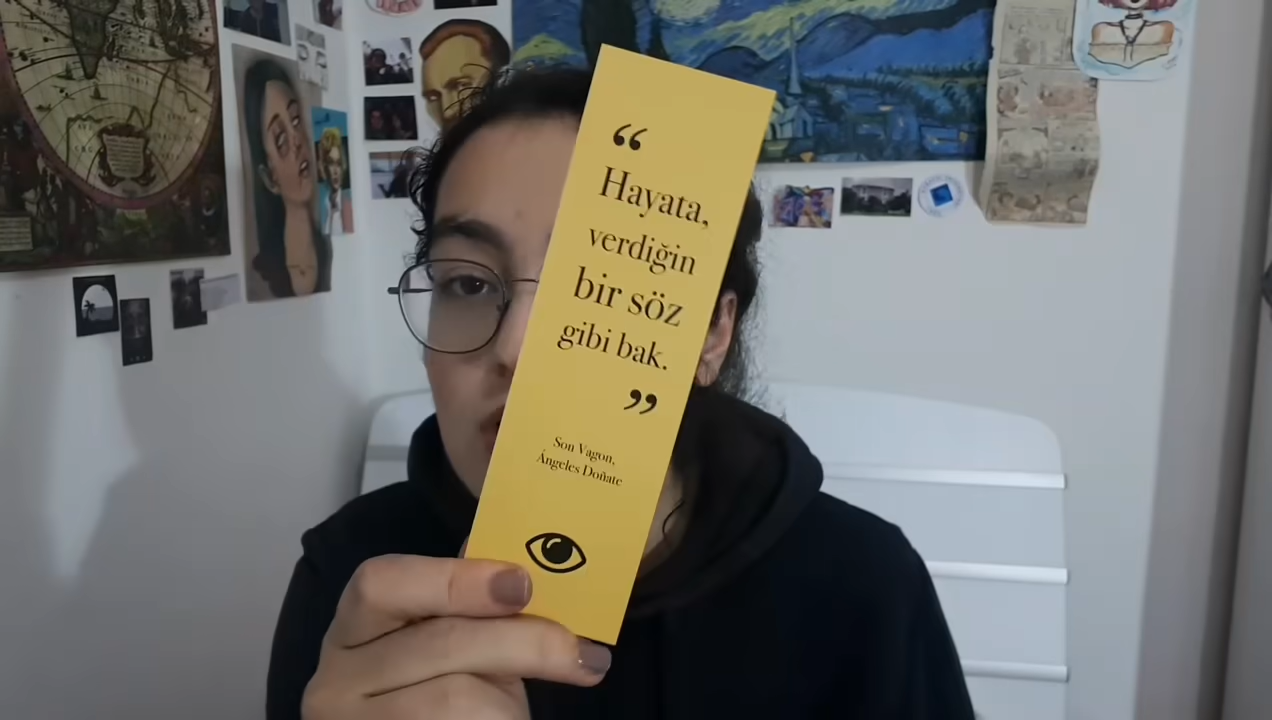 “
Hayata,
verdiğin
bir söz
gibi bak.
”
Son Vagon,
Ángeles Doñate